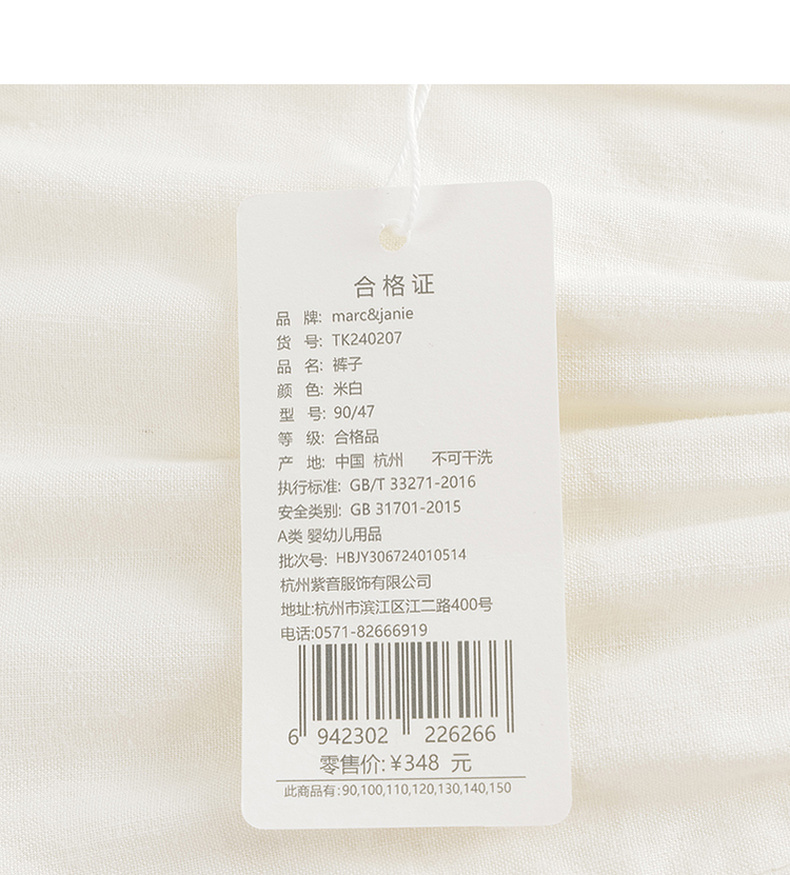 合格证
品 牌: marc&janie
货 号: TK240207
品 名: 裤子
颜 色: 米白
型 号: 90/47
等 级: 合格品
产 地: 中国 杭州 不可干洗
执行标准: GB/T 33271-2016
安全类别: GB 31701-2015
A类 婴幼儿用品
批次号: HBJY306724010514
杭州紫音服饰有限公司
地址:杭州市滨江区江二路400号
电话:0571-82666919
6 942302 226266
零售价:¥348 元
此商品有:90,100,110,120,130,140,150